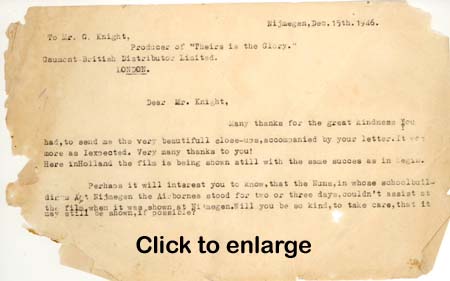 Nijmegen, Dec. 15th. 1946.
To Mr. G. Knight,
Producer of "Theirs is the Glory."
Gaumont British Distributor Limited.
LONDON.
Dear Mr. Knight,
Many thanks for the great kindness You
had, to send me the very beautifull close-ups, accompanied by your letter. It was
more as Iexpected. Very many thanks to you!
Here inHolland the film is being shown still with the same succes as in begin.
Perhaps it will interest you to know, that the Nuns, in whose schoolbuil-
dings at Nijmegen the Airbornes stood for two or three days, couldn't assist at
the film, when it was shown at Nijmegen. Will you be so kind, to take care, that it
may still be shown, if possible?
Click to enlarge